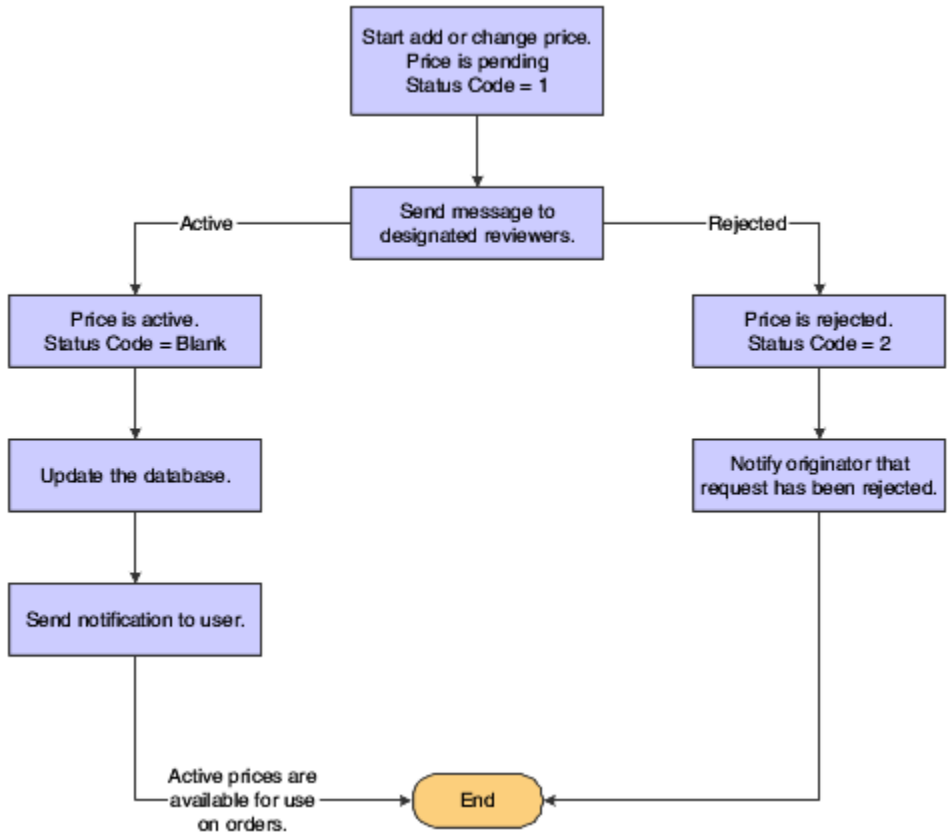 Start add or change price.
Price is pending
Status Code = 1
Send message to
designated reviewers.
Active
Rejected
Price is active.
Status Code = Blank
Price is rejected.
Status Code = 2
Update the database.
Notify originator that
request has been rejected.
Send notification to user.
Active prices are
available for use
on orders.
End